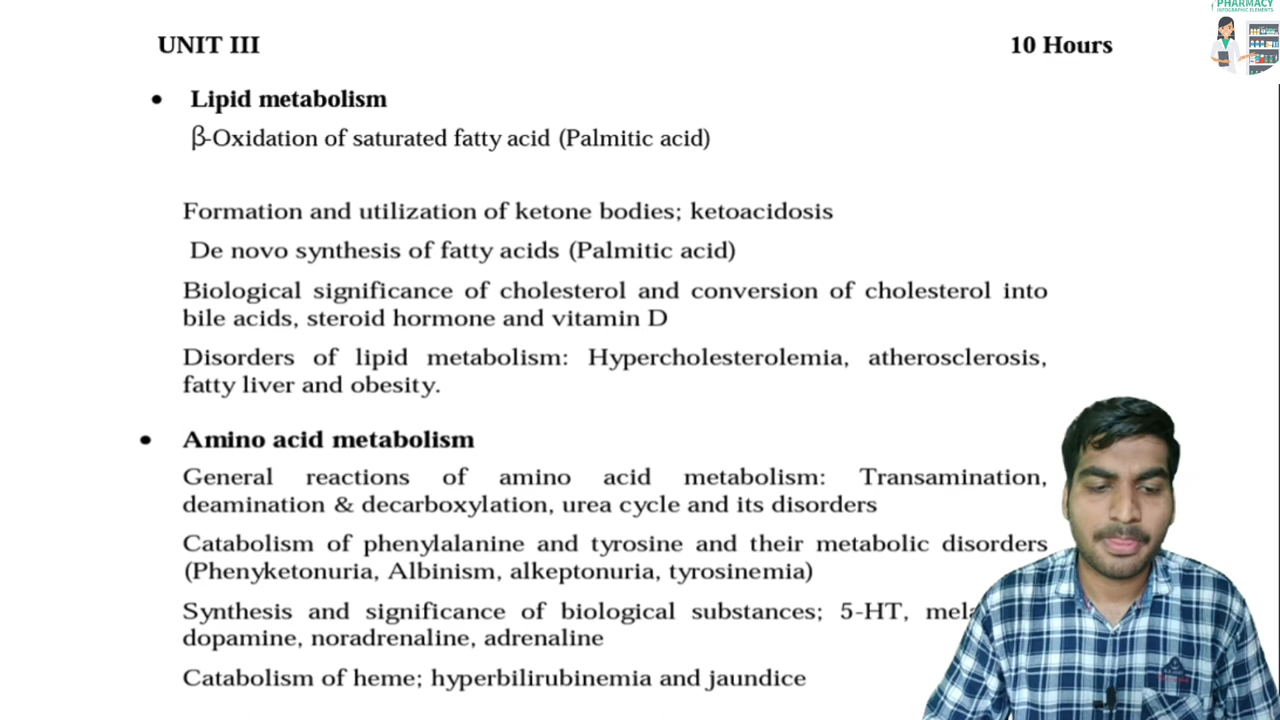 PHARMACY
INFOGRAPHIC ELEMENTS
UNIT III 10 Hours
• Lipid metabolism
β-Oxidation of saturated fatty acid (Palmitic acid)
Formation and utilization of ketone bodies; ketoacidosis
De novo synthesis of fatty acids (Palmitic acid)
Biological significance of cholesterol and conversion of cholesterol into
bile acids, steroid hormone and vitamin D
Disorders of lipid metabolism: Hypercholesterolemia, atherosclerosis,
fatty liver and obesity.
• Amino acid metabolism
General reactions of amino acid metabolism: Transamination,
deamination & decarboxylation, urea cycle and its disorders
Catabolism of phenylalanine and tyrosine and their metabolic disorders
(Phenyketonuria, Albinism, alkeptonuria, tyrosinemia)
Synthesis and significance of biological substances; 5-HT,
dopamine, noradrenaline, adrenaline
Catabolism of heme; hyperbilirubinemia and jaundice